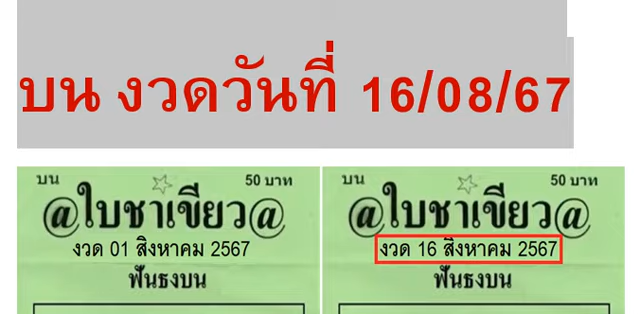 บน งวดวันที่ 16/08/67
บน 50 บาท
@ใบชาเขียว@
งวด 01 สิงหาคม 2567
ฟันธงบน
บน 50 บาท
@ใบชาเขียว@
งวด 16 สิงหาคม 2567
ฟันธงบน